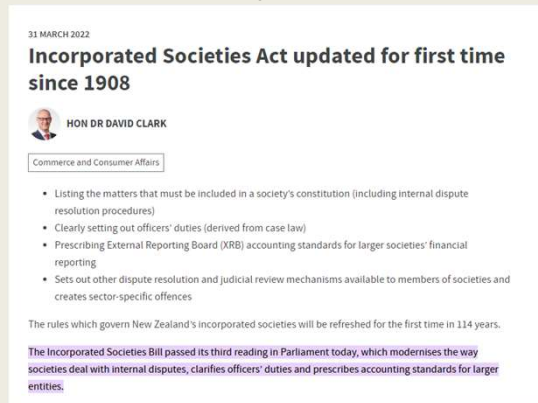 31 MARCH 2022
Incorporated Societies Act updated for first time
since 1908
HON DR DAVID CLARK
Commerce and Consumer Affairs
• Listing the matters that must be included in a society's constitution (including internal dispute
resolution procedures)
• Clearly setting out officers' duties (derived from case law)
• Prescribing External Reporting Board (XRB) accounting standards for larger societies' financial
reporting
• Sets out other dispute resolution and judicial review mechanisms available to members of societies and
creates sector-specific offences
The rules which govern New Zealand's incorporated societies will be refreshed for the first time in 114 years.
The Incorporated Societies Bill passed its third reading in Parliament today, which modernises the way
societies deal with internal disputes, clarifies officers' duties and prescribes accounting standards for larger
entities.